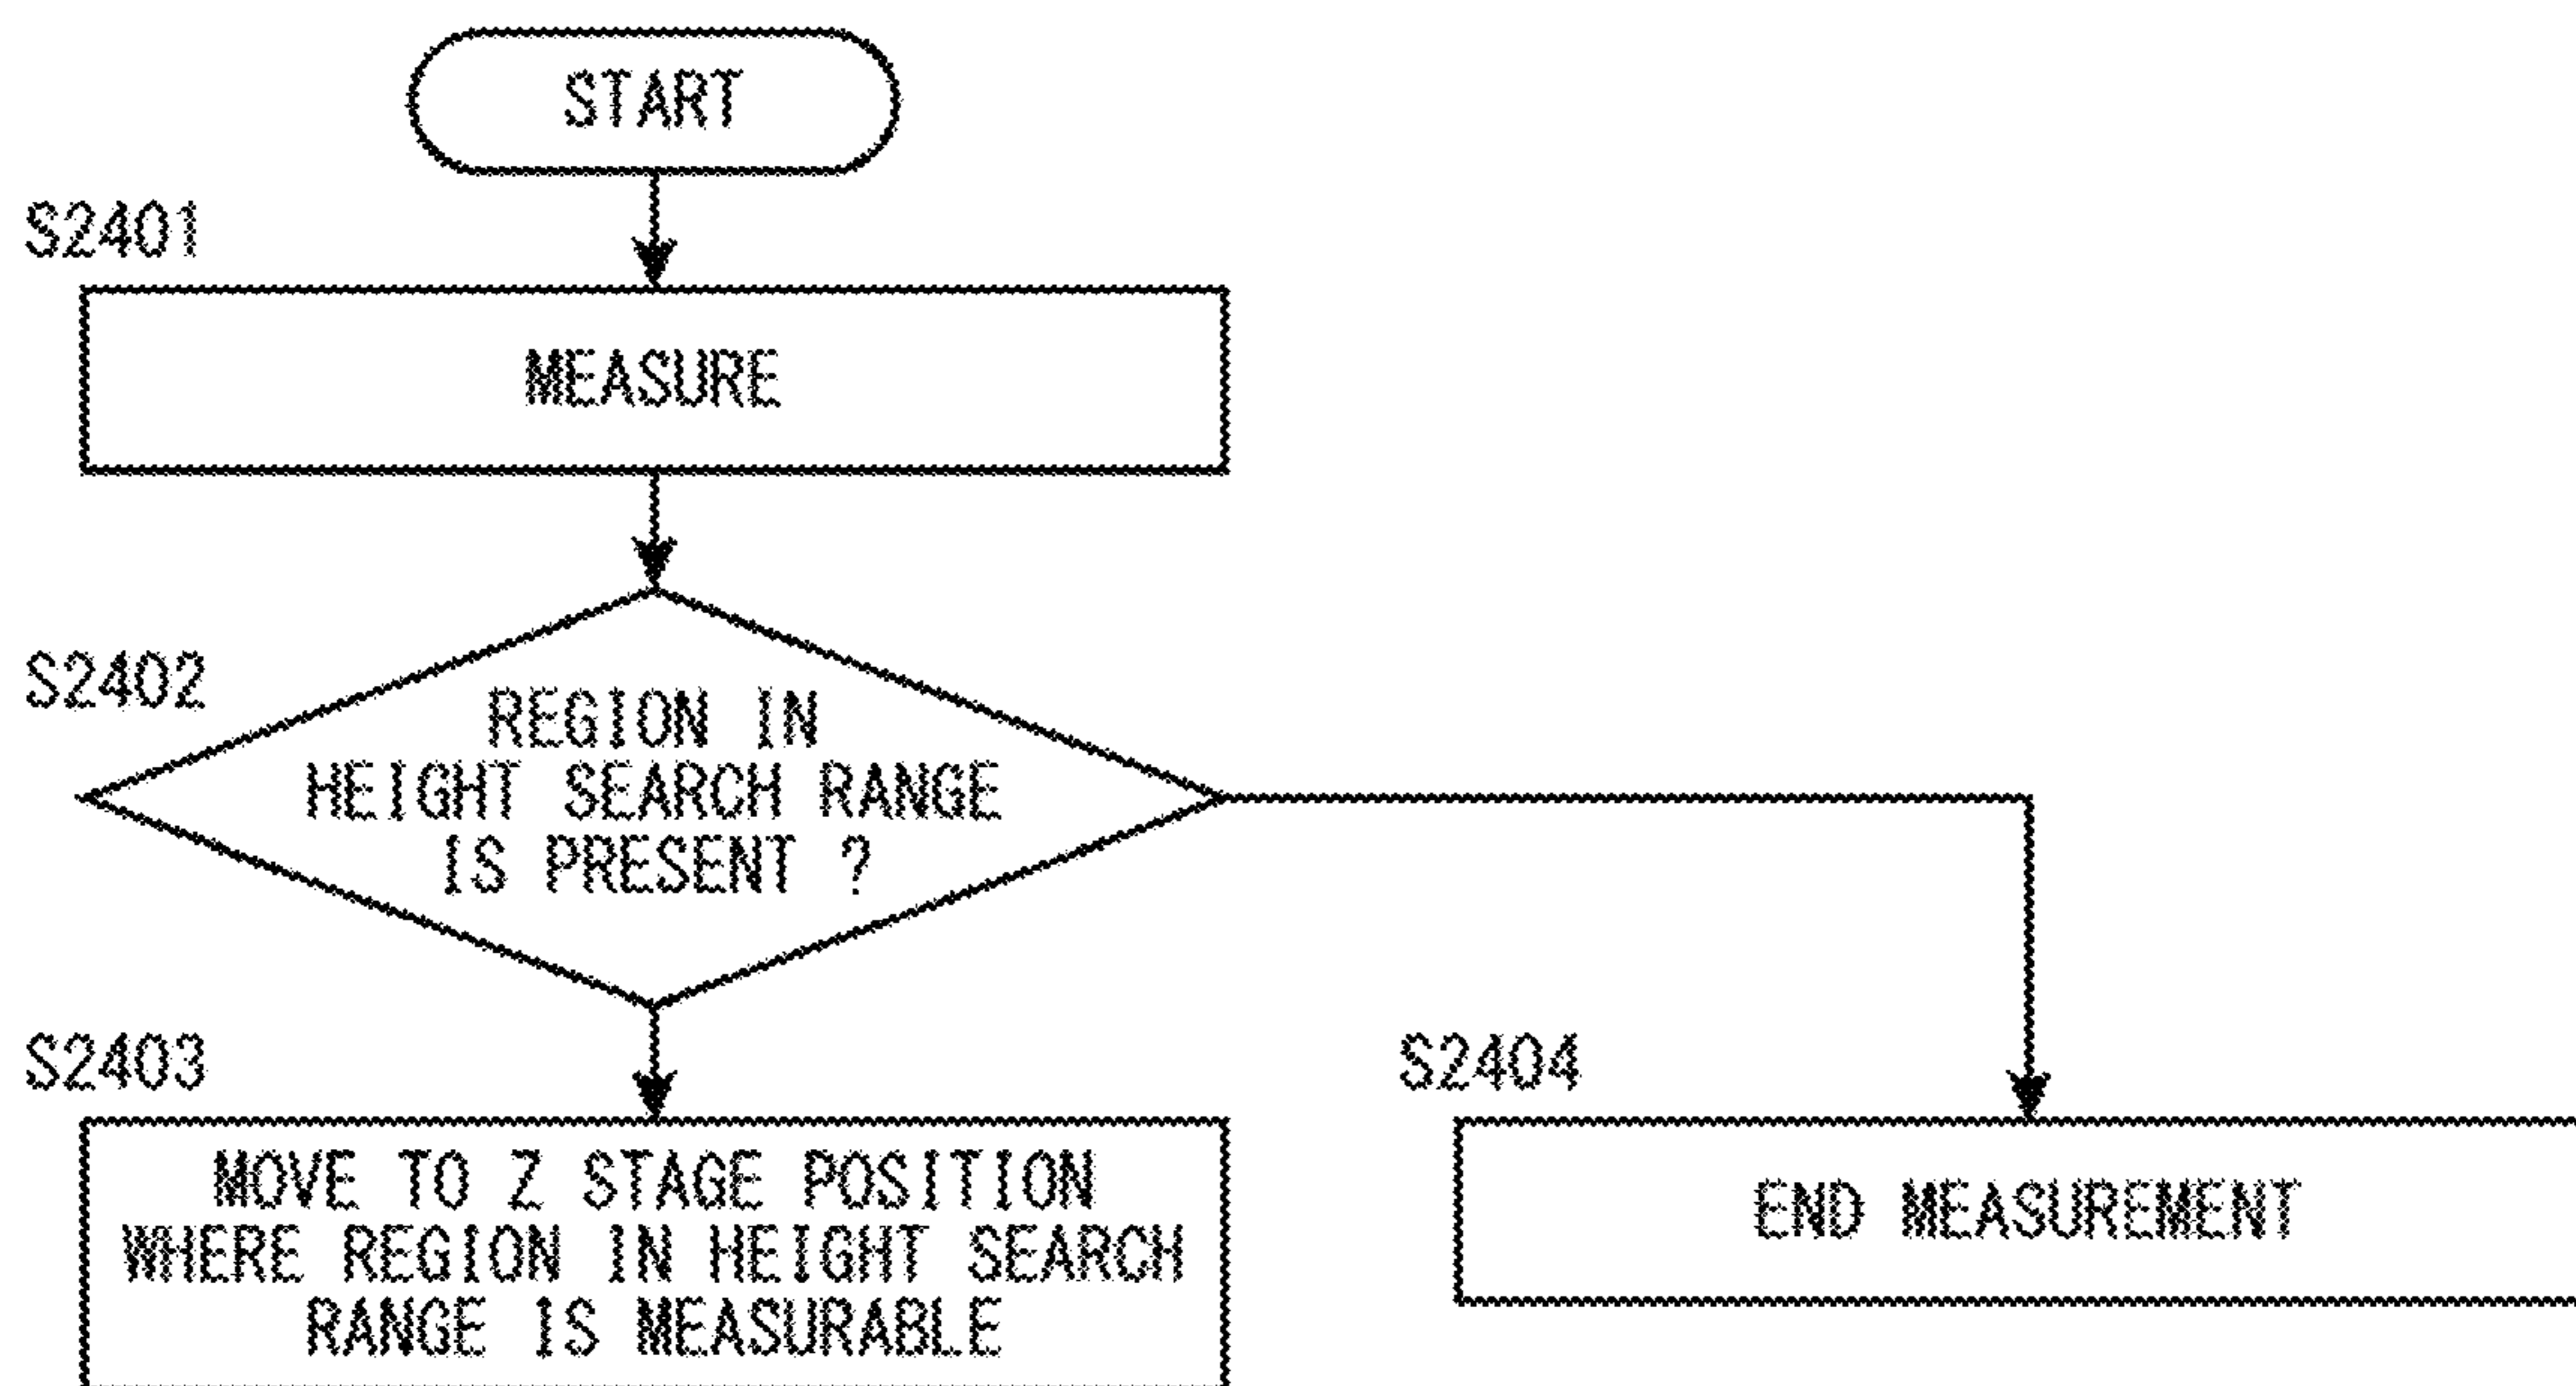 START
S2401
MEASURE
S2402
REGION IN
HEIGHT SEARCH RANGE
IS PRESENT ?
S2403
MOVE TO Z STAGE POSITION
WHERE REGION IN HEIGHT SEARCH
RANGE IS MEASURABLE
S2404
END MEASUREMENT